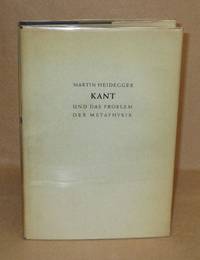 MARTIN HEIDEGGER
KANT
UND DAS PROBLEM
DER METAPHYSIK